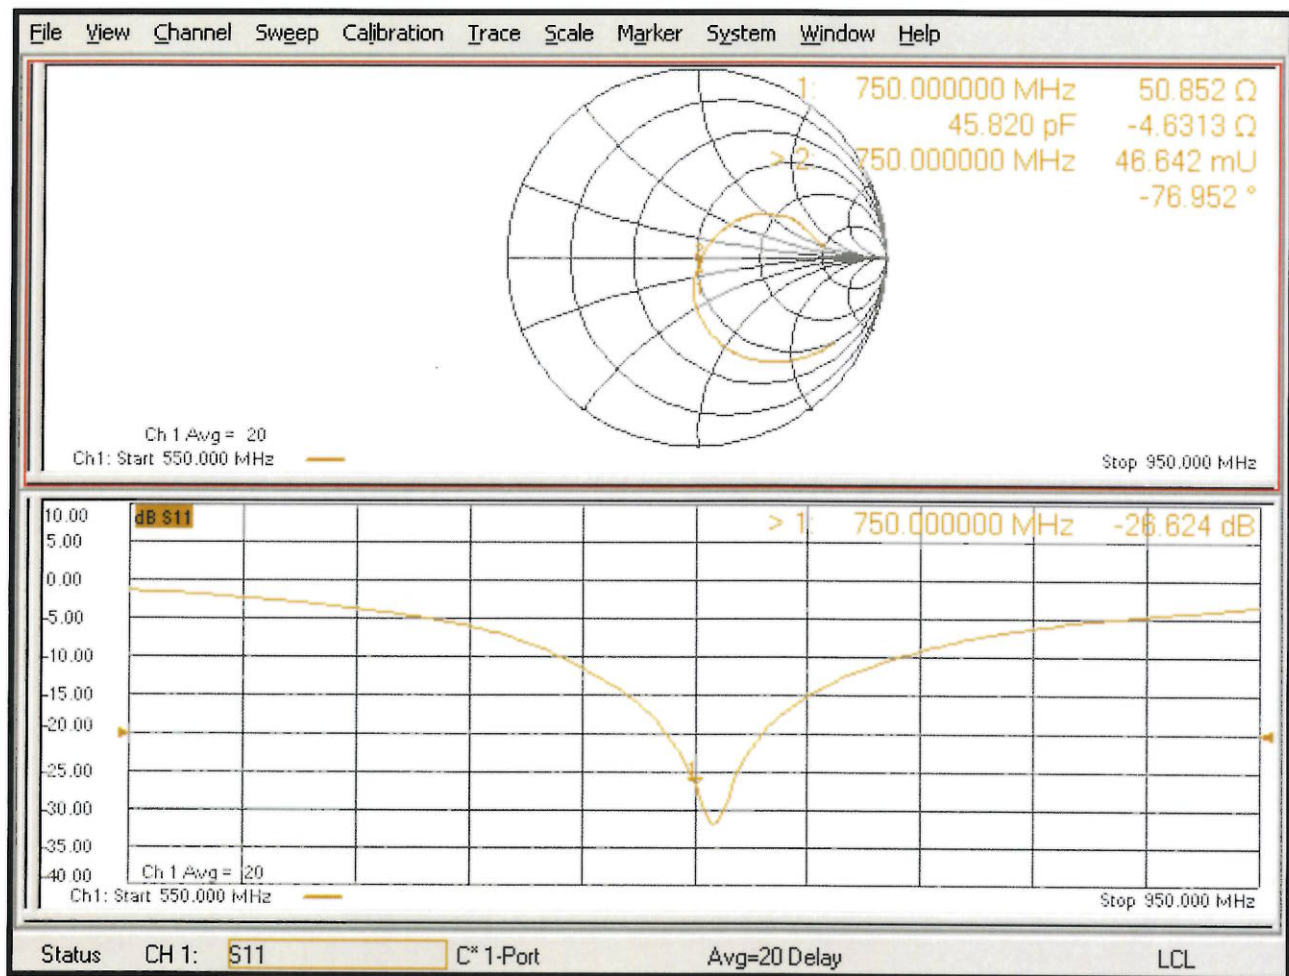 File View Channel Sweep Calibration Trace Scale Marker System Window Help
1: 750.000000 MHz 50.852 Ω
45.820 pF -4.6313 Ω
> 2: 750.000000 MHz 46.642 mU
-76.952 °
Ch 1 Avg = 20
Ch1: Start 550.000 MHz
Stop 950.000 MHz
10.00
dB S11
> 1: 750.000000 MHz -26.624 dB
5.00
0.00
-5.00
-10.00
-15.00
-20.00
-25.00
1
-30.00
-35.00
-40.00
Ch 1 Avg = 20
Ch1: Start 550.000 MHz
Stop 950.000 MHz
Status CH 1: S11 C* 1-Port Avg=20 Delay LCL